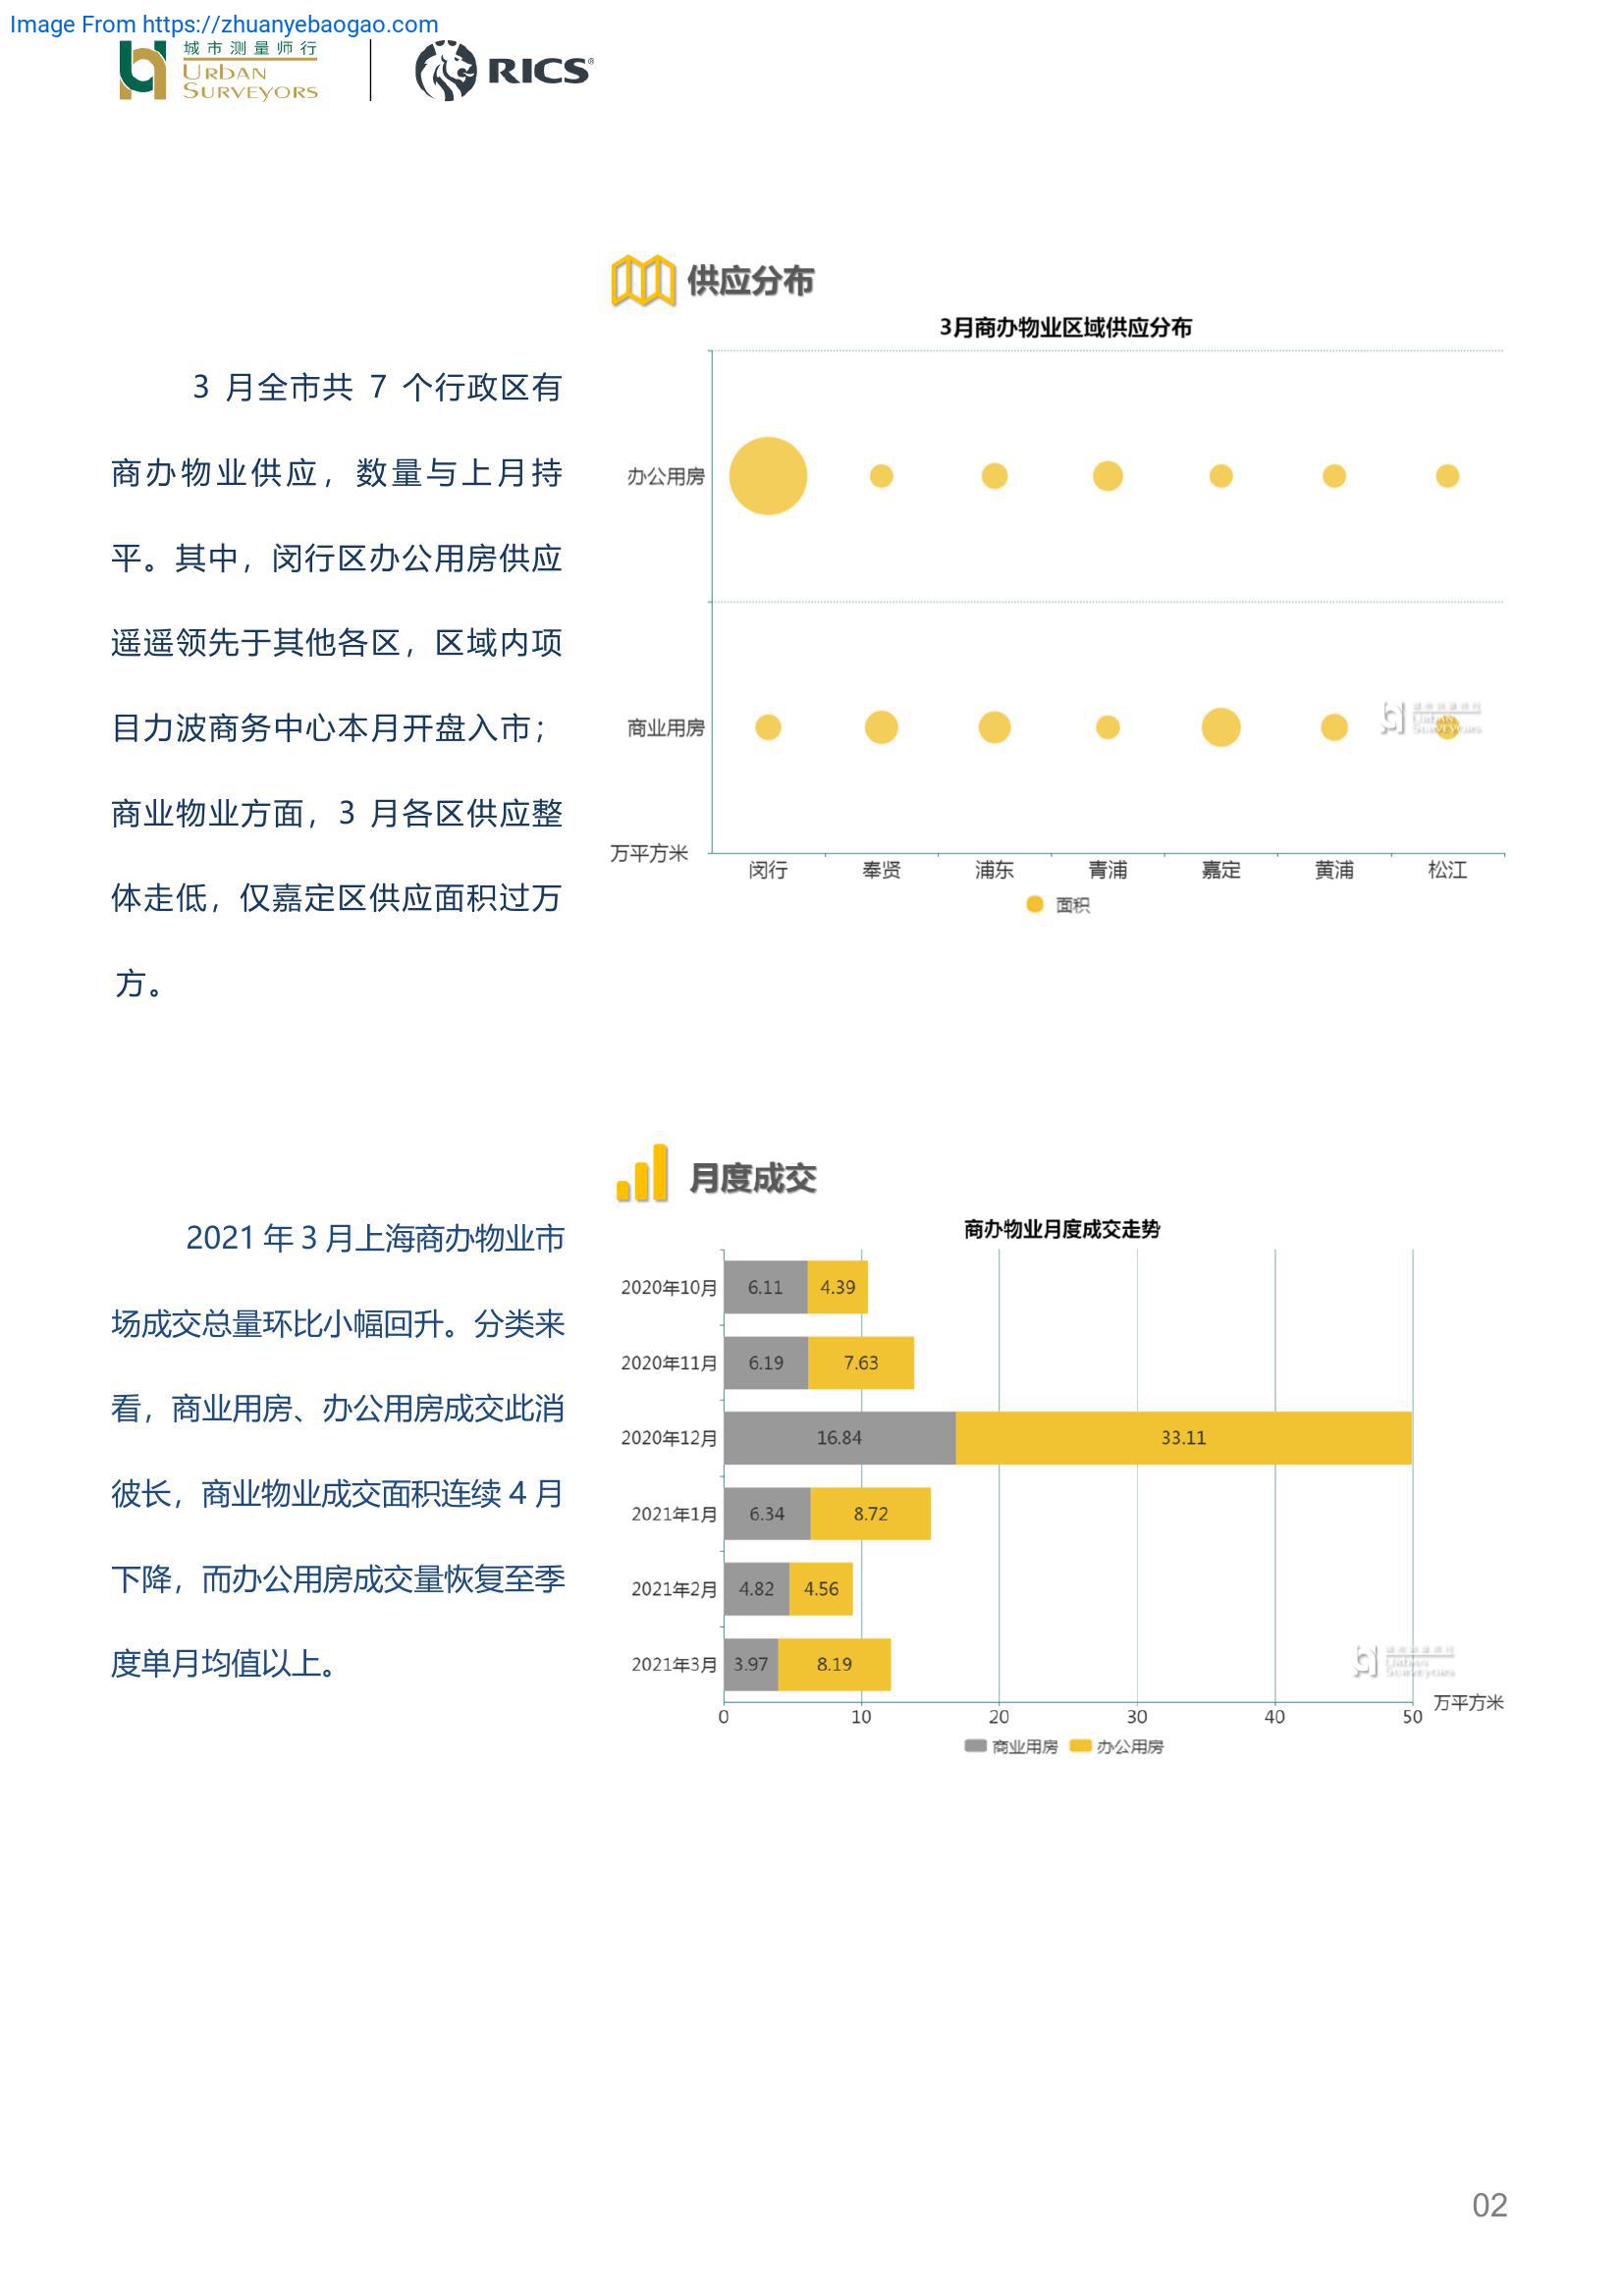 Image From https://zhuanyebaogao.com
城市测量师行
URBAN
SURVEYORS
RICS®
供应分布
3月商办物业区域供应分布
3 月全市共 7 个行政区有
商办物业供应，数量与上月持
平。其中，闵行区办公用房供应
遥遥领先于其他各区，区域内项
目力波商务中心本月开盘入市；
商业物业方面，3 月各区供应整
体走低，仅嘉定区供应面积过万
方。
办公用房
商业用房
城市测量师行
URBAN
SURVEYORS
万平方米
闵行 奉贤 浦东 青浦 嘉定 黄浦 松江
面积
月度成交
商办物业月度成交走势
2021 年 3 月上海商办物业市
场成交总量环比小幅回升。分类来
看，商业用房、办公用房成交此消
彼长，商业物业成交面积连续 4 月
下降，而办公用房成交量恢复至季
度单月均值以上。
2020年10月 6.11 4.39
2020年11月 6.19 7.63
2020年12月 16.84 33.11
2021年1月 6.34 8.72
2021年2月 4.82 4.56
2021年3月 3.97 8.19
城市测量师行
URBAN
SURVEYORS
0 10 20 30 40 50 万平方米
商业用房 办公用房
02